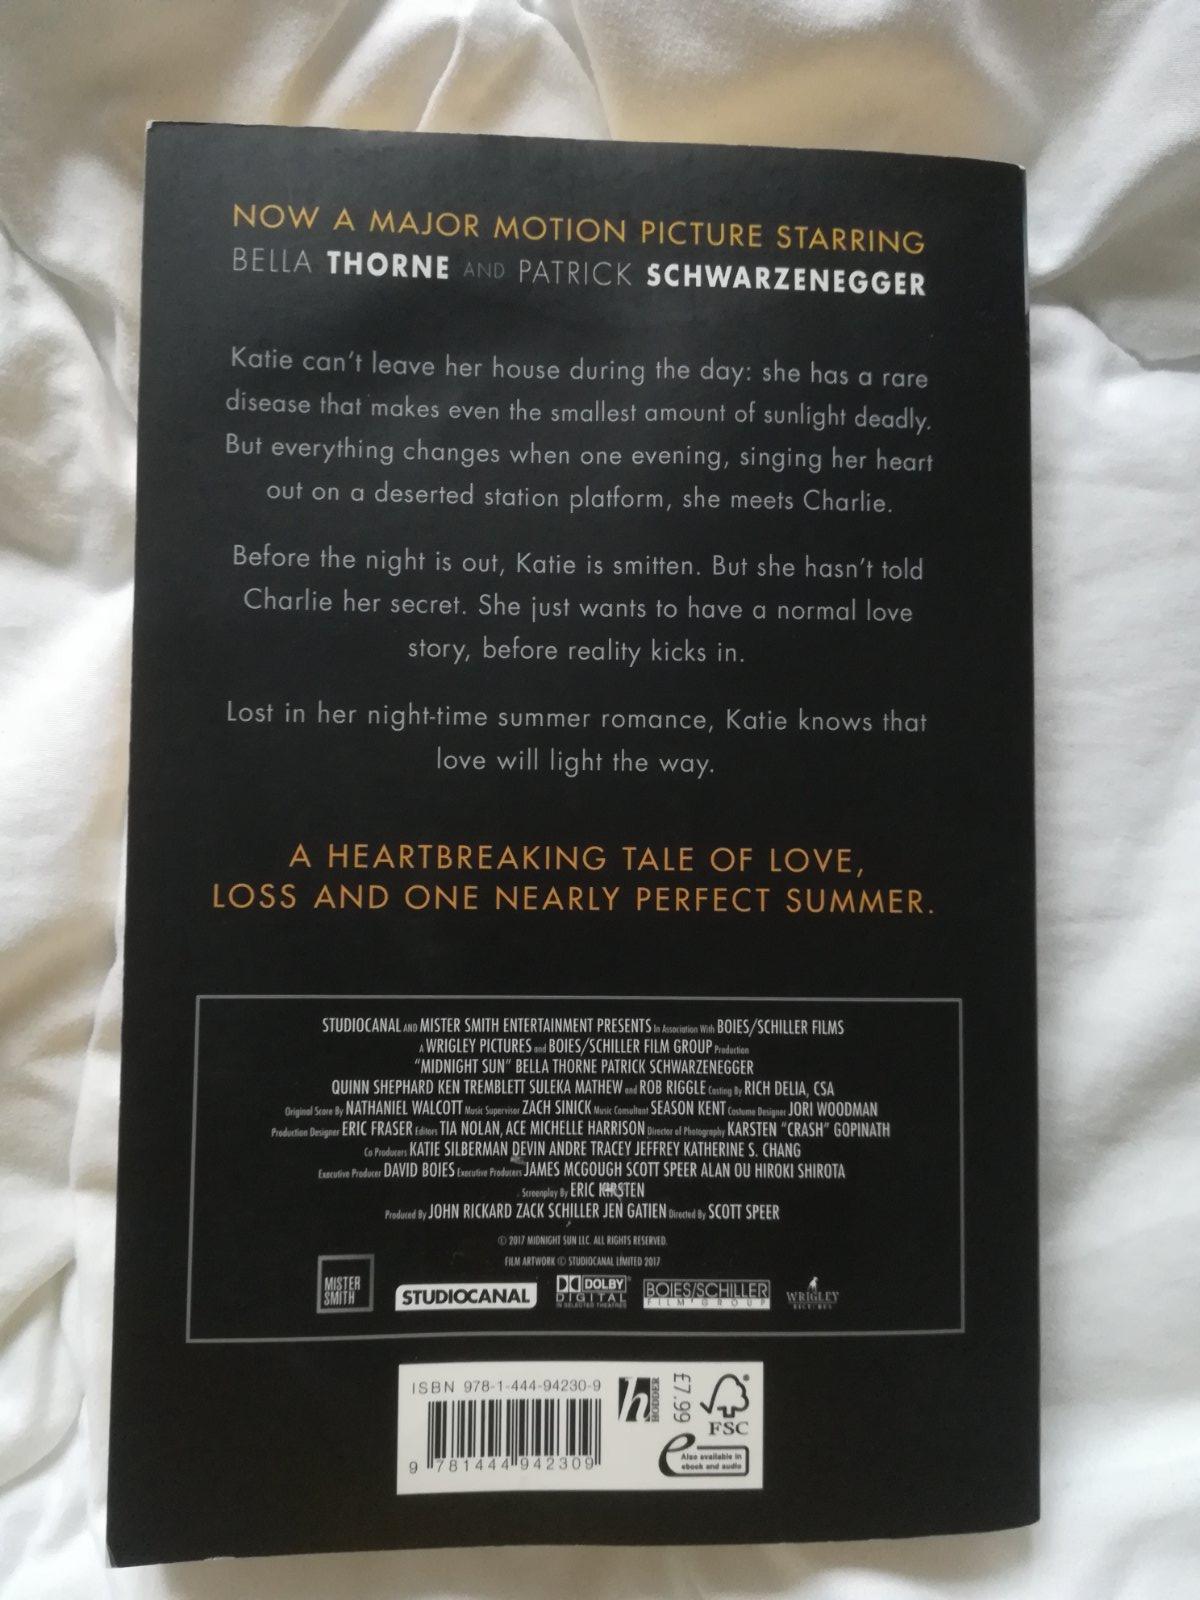 NOW A MAJOR MOTION PICTURE STARRING
BELLA THORNE AND PATRICK SCHWARZENEGGER
Katie can't leave her house during the day: she has a rare
disease that makes even the smallest amount of sunlight deadly.
But everything changes when one evening, singing her heart
out on a deserted station platform, she meets Charlie.
Before the night is out, Katie is smitten. But she hasn't told
Charlie her secret. She just wants to have a normal love
story, before reality kicks in.
Lost in her night-time summer romance, Katie knows that
love will light the way.
A HEARTBREAKING TALE OF LOVE,
LOSS AND ONE NEARLY PERFECT SUMMER.
STUDIOCANAL AND MISTER SMITH ENTERTAINMENT PRESENTS In Association With BOIES/SCHILLER FILMS
A WRIGLEY PICTURES and BOIES/SCHILLER FILM GROUP Production
"MIDNIGHT SUN" BELLA THORNE PATRICK SCHWARZENEGGER
QUINN SHEPHARD KEN TREMBLETT SULEKA MATHEW and ROB RIGGLE Casting By RICH DELIA, CSA
Original Score By NATHANIEL WALCOTT Music Supervisor ZACH SINICK Music Consultant SEASON KENT Costume Designer JORI WOODMAN
Production Designer ERIC FRASER Editors TIA NOLAN, ACE MICHELLE HARRISON Director of Photography KARSTEN "CRASH" GOPINATH
Co Producers KATIE SILBERMAN DEVIN ANDRE TRACEY JEFFREY KATHERINE S. CHANG
Executive Producer DAVID BOIES Executive Producers JAMES MCGOUGH SCOTT SPEER ALAN OU HIROKI SHIROTA
Screenplay By ERIC KIRSTEN
Produced By JOHN RICKARD ZACK SCHILLER JEN GATIEN Directed By SCOTT SPEER
© 2017 MIDNIGHT SUN LLC. ALL RIGHTS RESERVED.
FILM ARTWORK © STUDIOCANAL LIMITED 2017
MISTER
SMITH
STUDIOCANAL
DOLBY
DIGITAL
IN SELECTED THEATRES
BOIES/SCHILLER
FILM GROUP
WRIGLEY
PICTURES
ISBN 978-1-444-94230-9
9 781444 942309
h
HODDER
£7.99
FSC
e
Also available in
ebook and audio